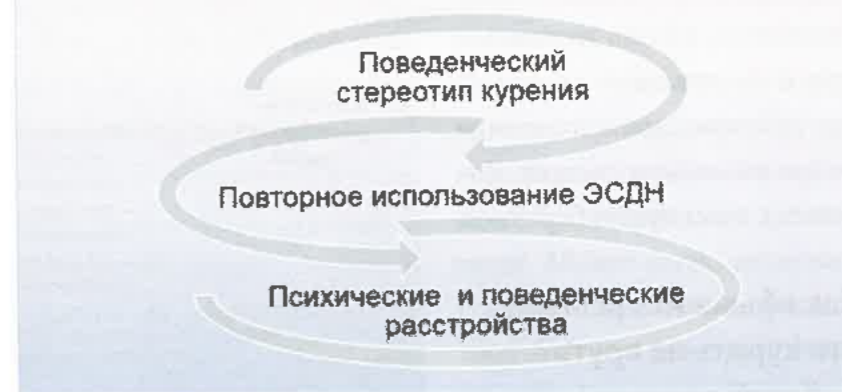 Поведенческий
стереотип курения
Повторное использование ЭСДН
Психические и поведенческие
расстройства